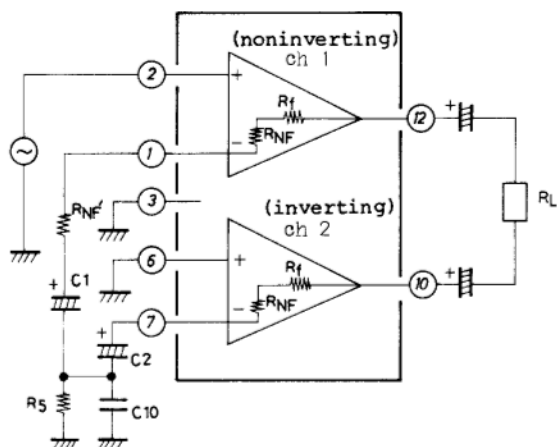 (noninverting)
ch 1
2
+
Rf
12
+
−
RNF
1
3
RNF'
(inverting)
ch 2
RL
6
+
Rf
10
+
+
C1
−
RNF
7
+
C2
R5
C10